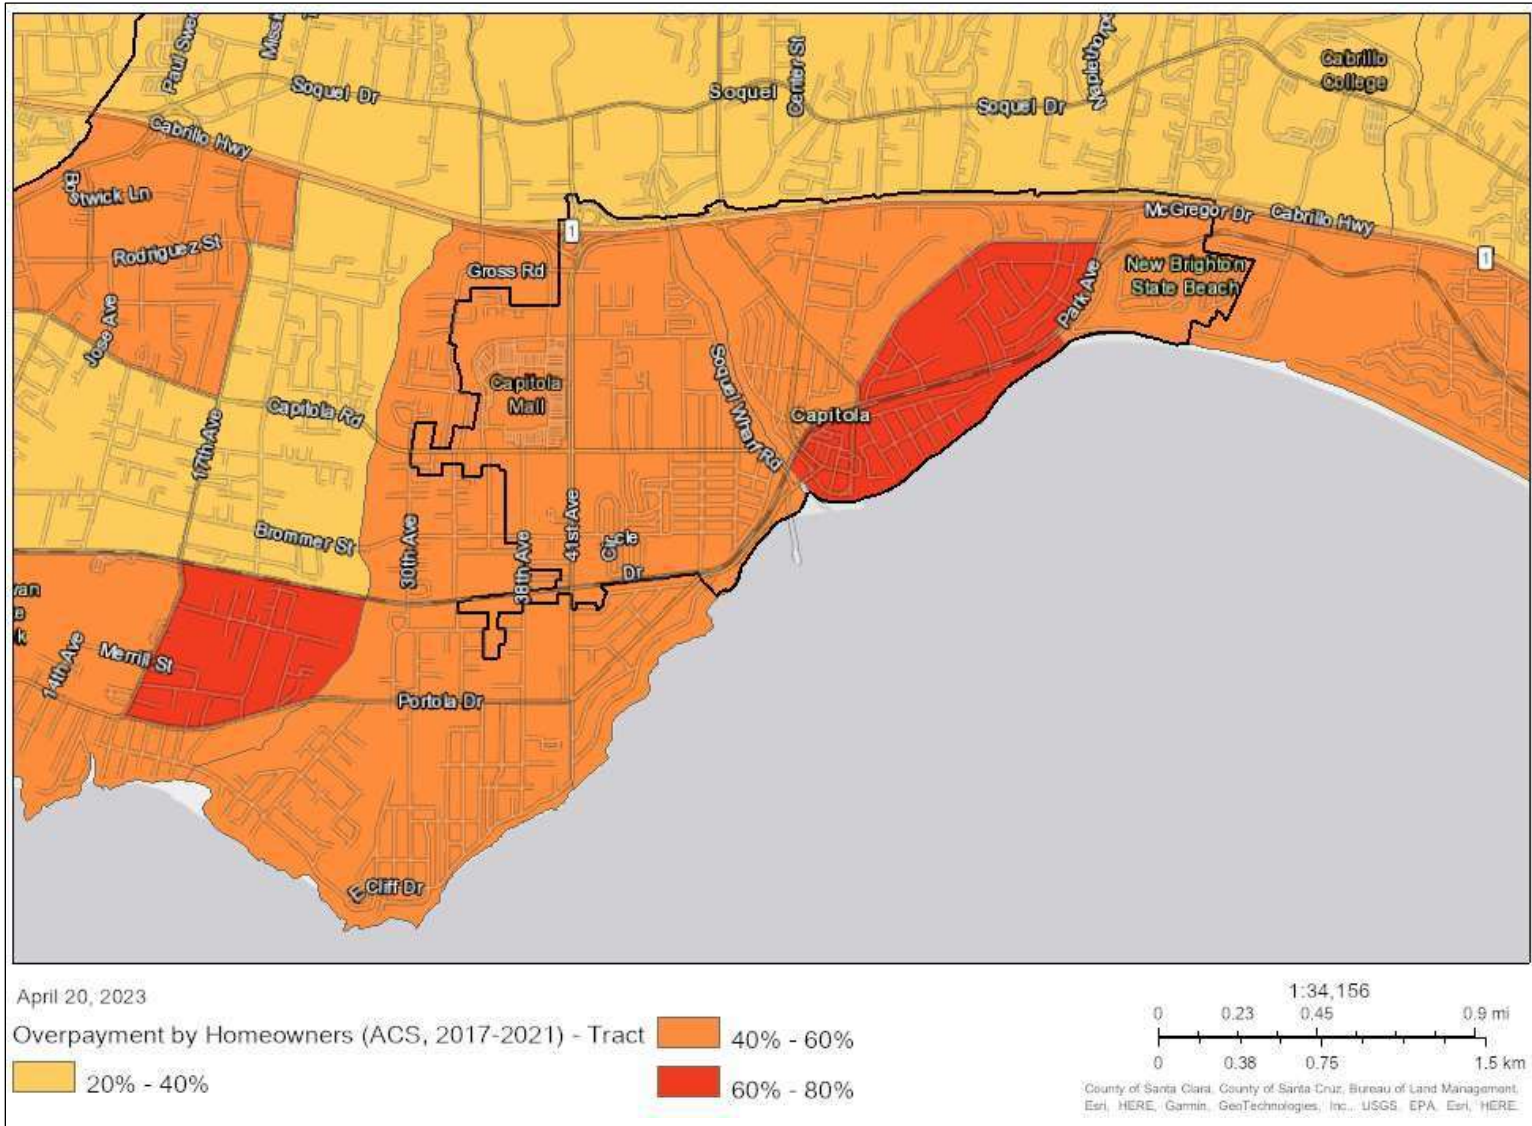 Paul Swe
Missi
Soquel Dr
Soquel
Center St
Soquel Dr
Cabrillo
College
Cabrillo Hwy
Bostwick Ln
Rodriguez St
Jose Ave
Gross Rd
1
McGregor Dr
Cabrillo Hwy
1
New Brighton
State Beach
Park Ave
Capitola
Mall
Soquel Wharf Rd
Capitola
Capitola Rd
17th Ave
Brommer St
30th Ave
38th Ave
41st Ave
Circle
Dr
van
e
k
14th Ave
Merrill St
Portola Dr
E Cliff Dr
April 20, 2023
Overpayment by Homeowners (ACS, 2017-2021) - Tract
20% - 40%
40% - 60%
60% - 80%
1:34,156
0 0.23 0.45 0.9 mi
0 0.38 0.75 1.5 km
County of Santa Clara, County of Santa Cruz, Bureau of Land Management,
Esri, HERE, Garmin, GeoTechnologies, Inc., USGS, EPA, Esri, HERE,